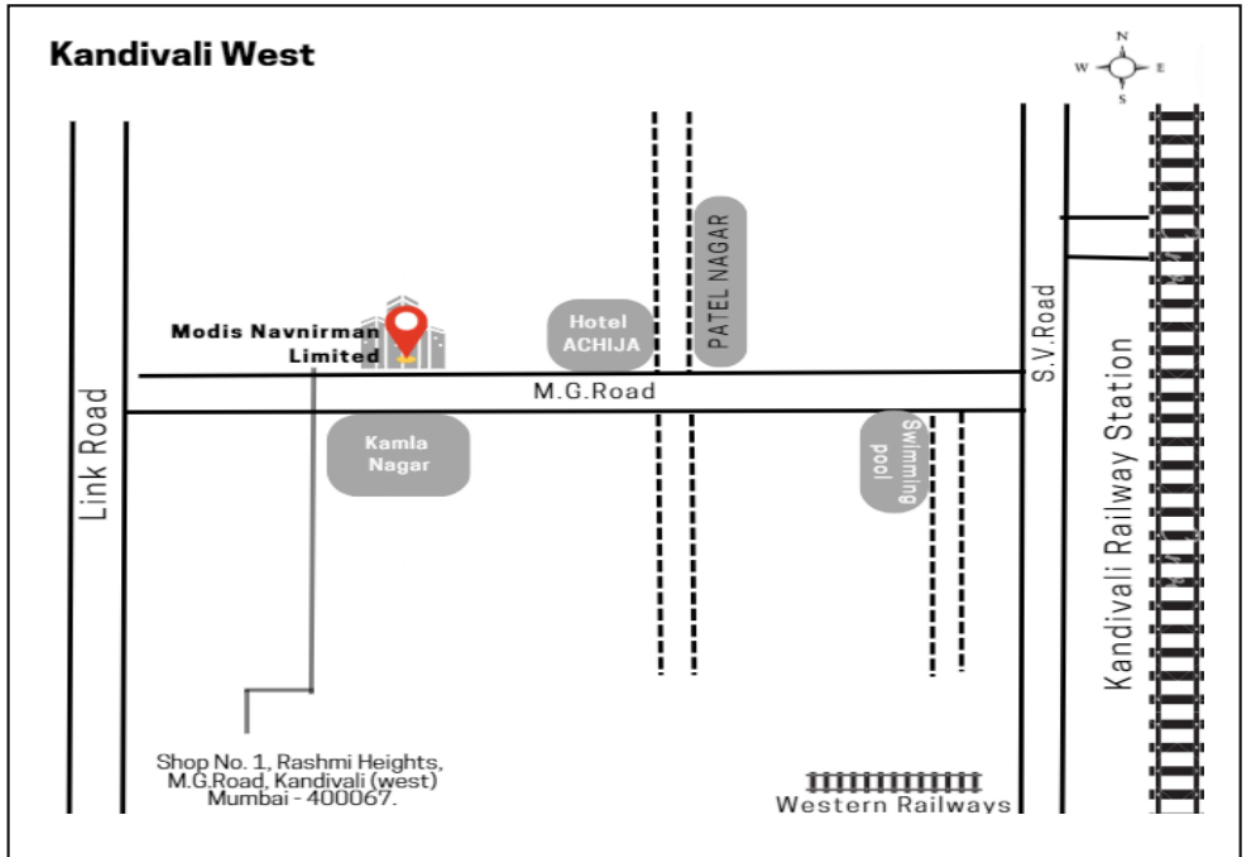 Kandivali West
N
W E
S
PATEL NAGAR
Hotel
ACHIJA
Modis Navnirman
Limited
M.G.Road
S.V.Road
Link Road
Kamla
Nagar
Swimming
pool
Kandivali Railway Station
Shop No. 1, Rashmi Heights,
M.G.Road, Kandivali (west)
Mumbai - 400067.
Western Railways